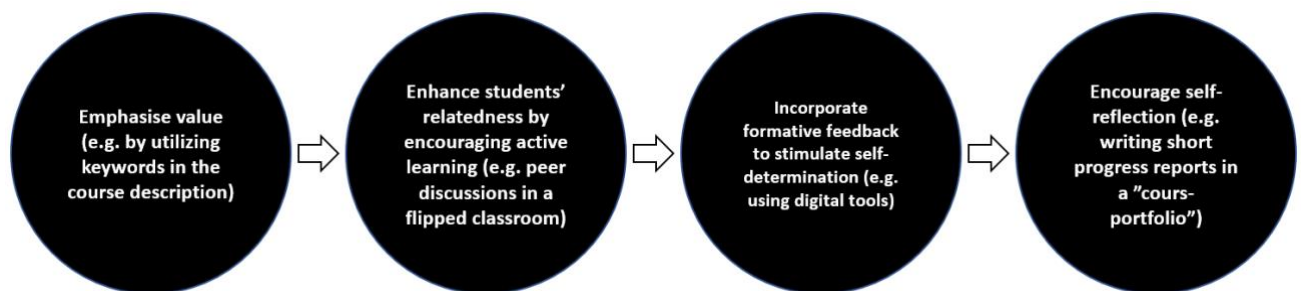 Emphasise value
(e.g. by utilizing
keywords in the
course description)
Enhance students’
relatedness by
encouraging active
learning (e.g. peer
discussions in a
flipped classroom)
Incorporate
formative feedback
to stimulate self-
determination (e.g.
using digital tools)
Encourage self-
reflection (e.g.
writing short
progress reports in
a ”cours-
portfolio”)